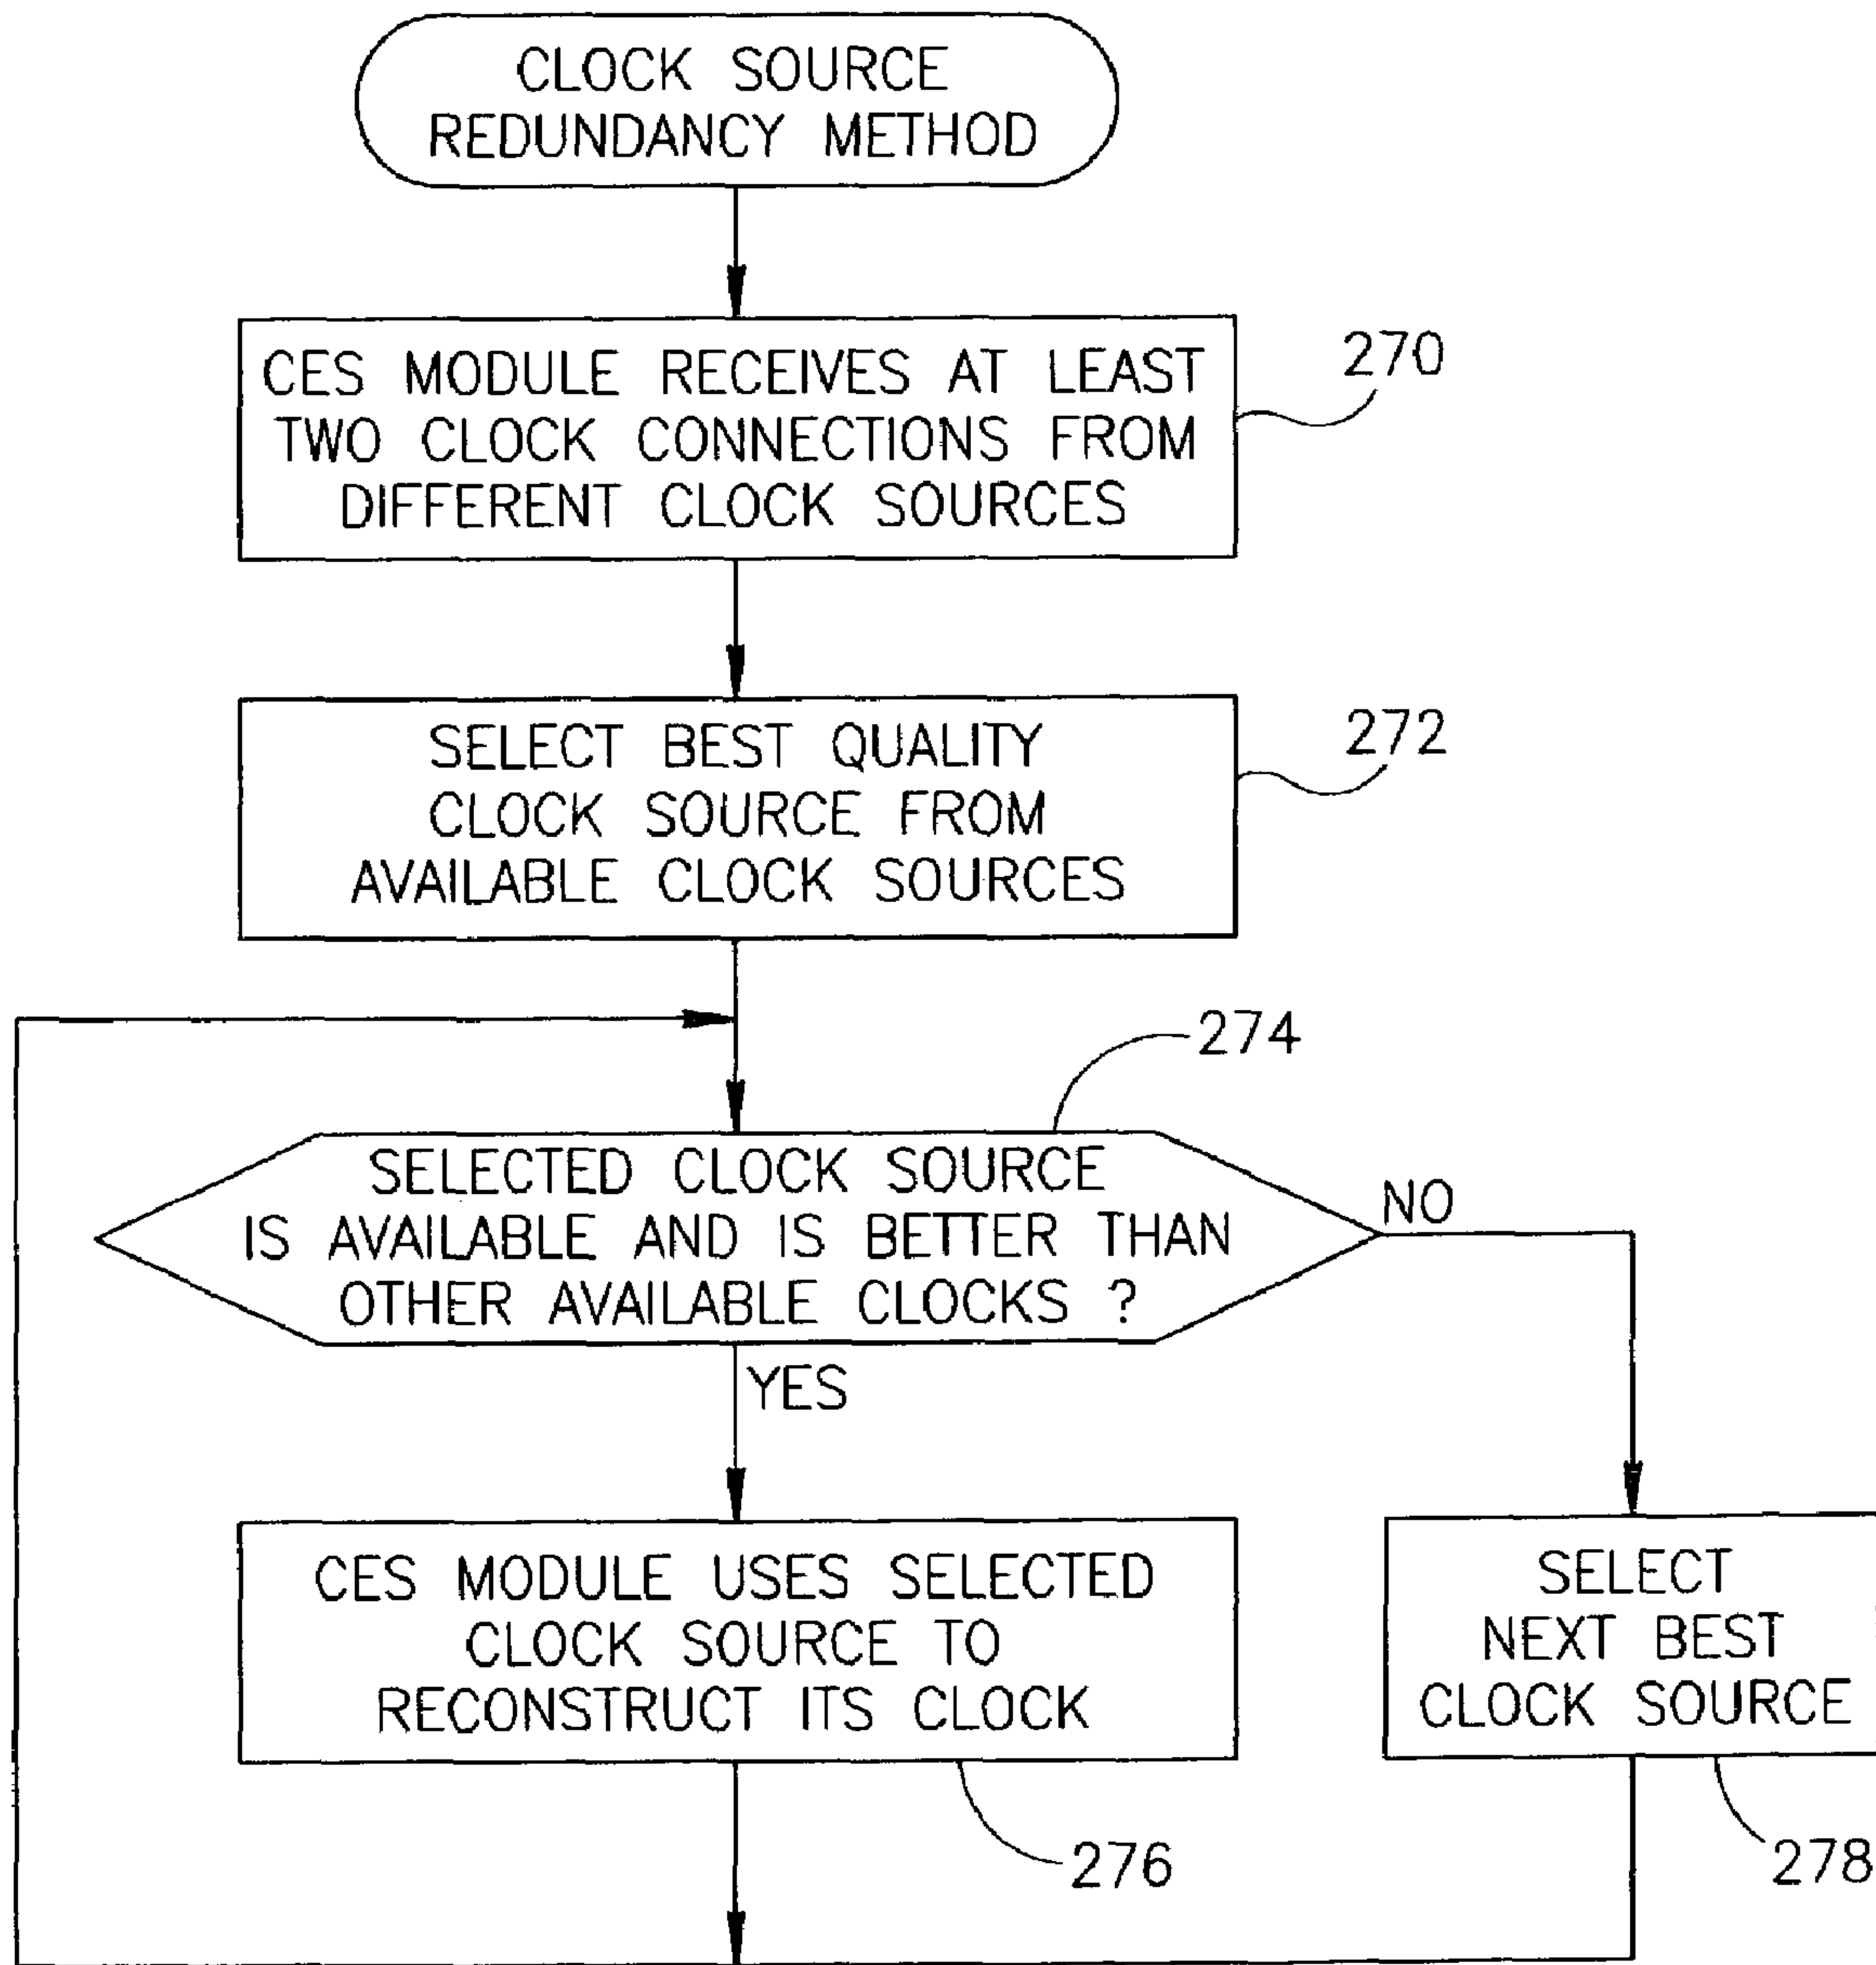 CLOCK SOURCE
REDUNDANCY METHOD
CES MODULE RECEIVES AT LEAST
TWO CLOCK CONNECTIONS FROM
DIFFERENT CLOCK SOURCES
270
SELECT BEST QUALITY
CLOCK SOURCE FROM
AVAILABLE CLOCK SOURCES
272
274
SELECTED CLOCK SOURCE
IS AVAILABLE AND IS BETTER THAN
OTHER AVAILABLE CLOCKS ?
NO
YES
CES MODULE USES SELECTED
CLOCK SOURCE TO
RECONSTRUCT ITS CLOCK
276
SELECT
NEXT BEST
CLOCK SOURCE
278